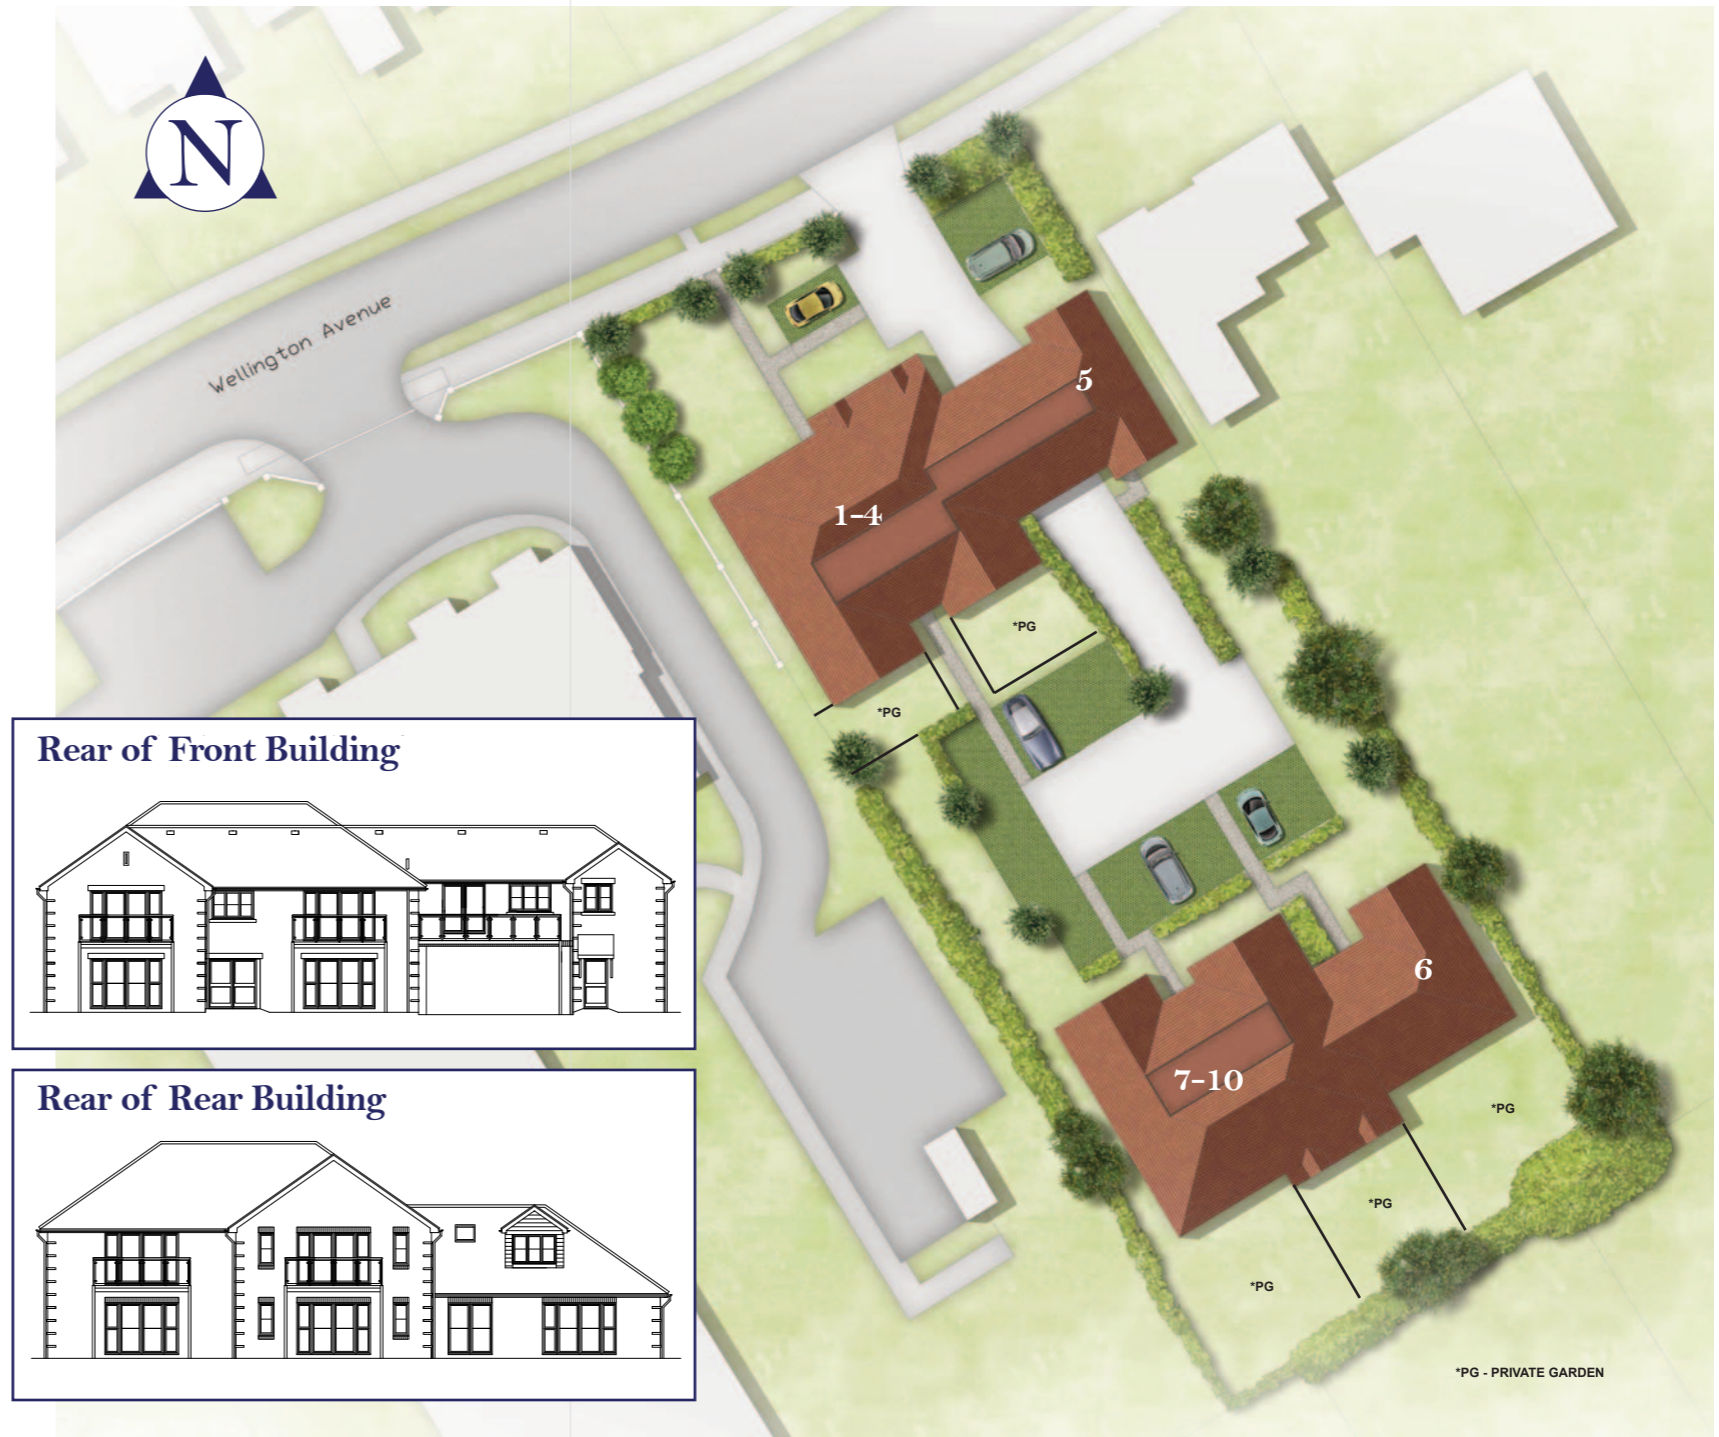 N
Wellington Avenue
5
1-4
*PG
*PG
Rear of Front Building
6
7-10
Rear of Rear Building
*PG
*PG
*PG
*PG - PRIVATE GARDEN